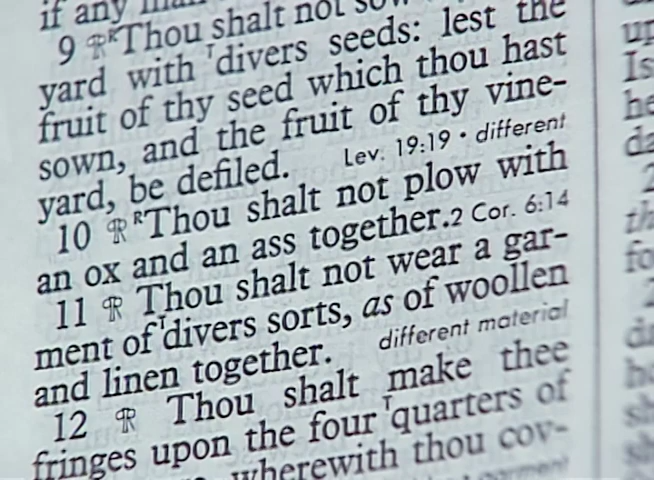 if any man
9 ᴿThou shalt not sow
yard with ᵀdivers seeds: lest the
fruit of thy seed which thou hast
sown, and the fruit of thy vine-
yard, be defiled. Lev. 19:19 • different
10 ᴿThou shalt not plow with
an ox and an ass together. 2 Cor. 6:14
11 Thou shalt not wear a gar-
ment of ᵀdivers sorts, as of woollen
and linen together. different material
12 Thou shalt make thee
fringes upon the four ᵀquarters of
wherewith thou cov-
garment